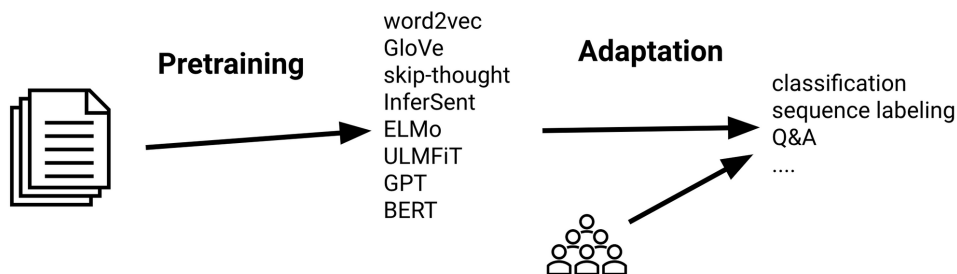 Pretraining
word2vec
GloVe
skip-thought
InferSent
ELMo
ULMFiT
GPT
BERT
Adaptation
classification
sequence labeling
Q&A
....